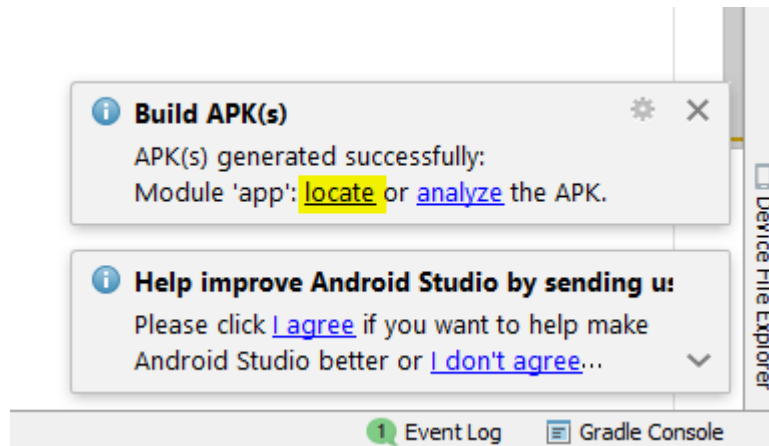 Build APK(s)
APK(s) generated successfully:
Module 'app': locate or analyze the APK.
Help improve Android Studio by sending us
Please click I agree if you want to help make
Android Studio better or I don't agree...
Device File Explorer
1 Event Log
Gradle Console